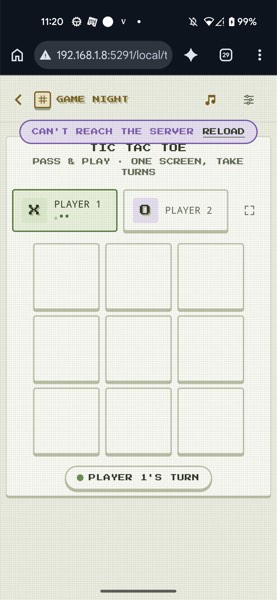 11:20
99%
192.168.1.8:5291/local/t
29
GAME NIGHT
CAN'T REACH THE SERVER RELOAD
TIC TAC TOE
PASS & PLAY · ONE SCREEN, TAKE
TURNS
X PLAYER 1
O PLAYER 2
PLAYER 1'S TURN